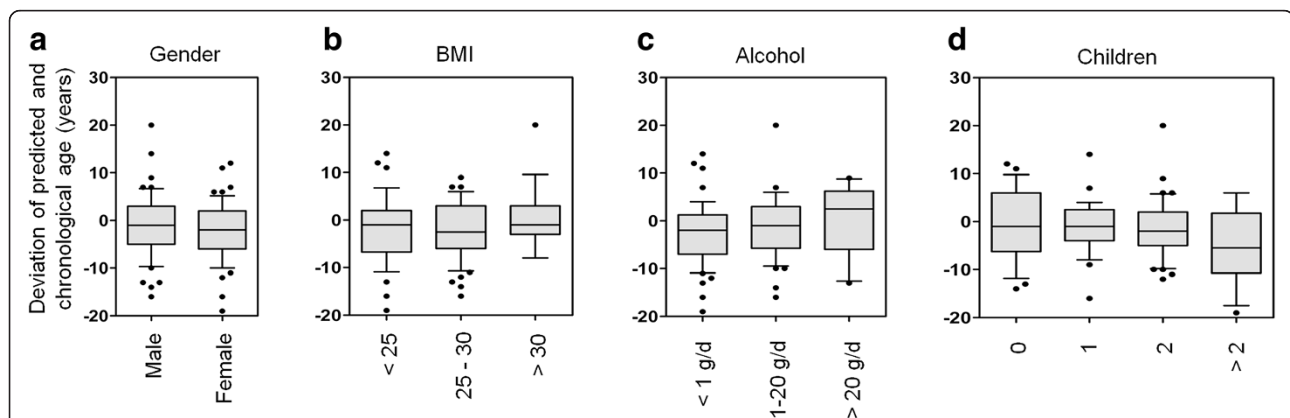 a
Gender
b
BMI
c
Alcohol
d
Children
Deviation of predicted and
chronological age (years)
30
20
10
0
-10
-20
Male
Female
30
20
10
0
-10
-20
< 25
25 - 30
> 30
30
20
10
0
-10
-20
< 1 g/d
1-20 g/d
> 20 g/d
30
20
10
0
-10
-20
0
1
2
> 2